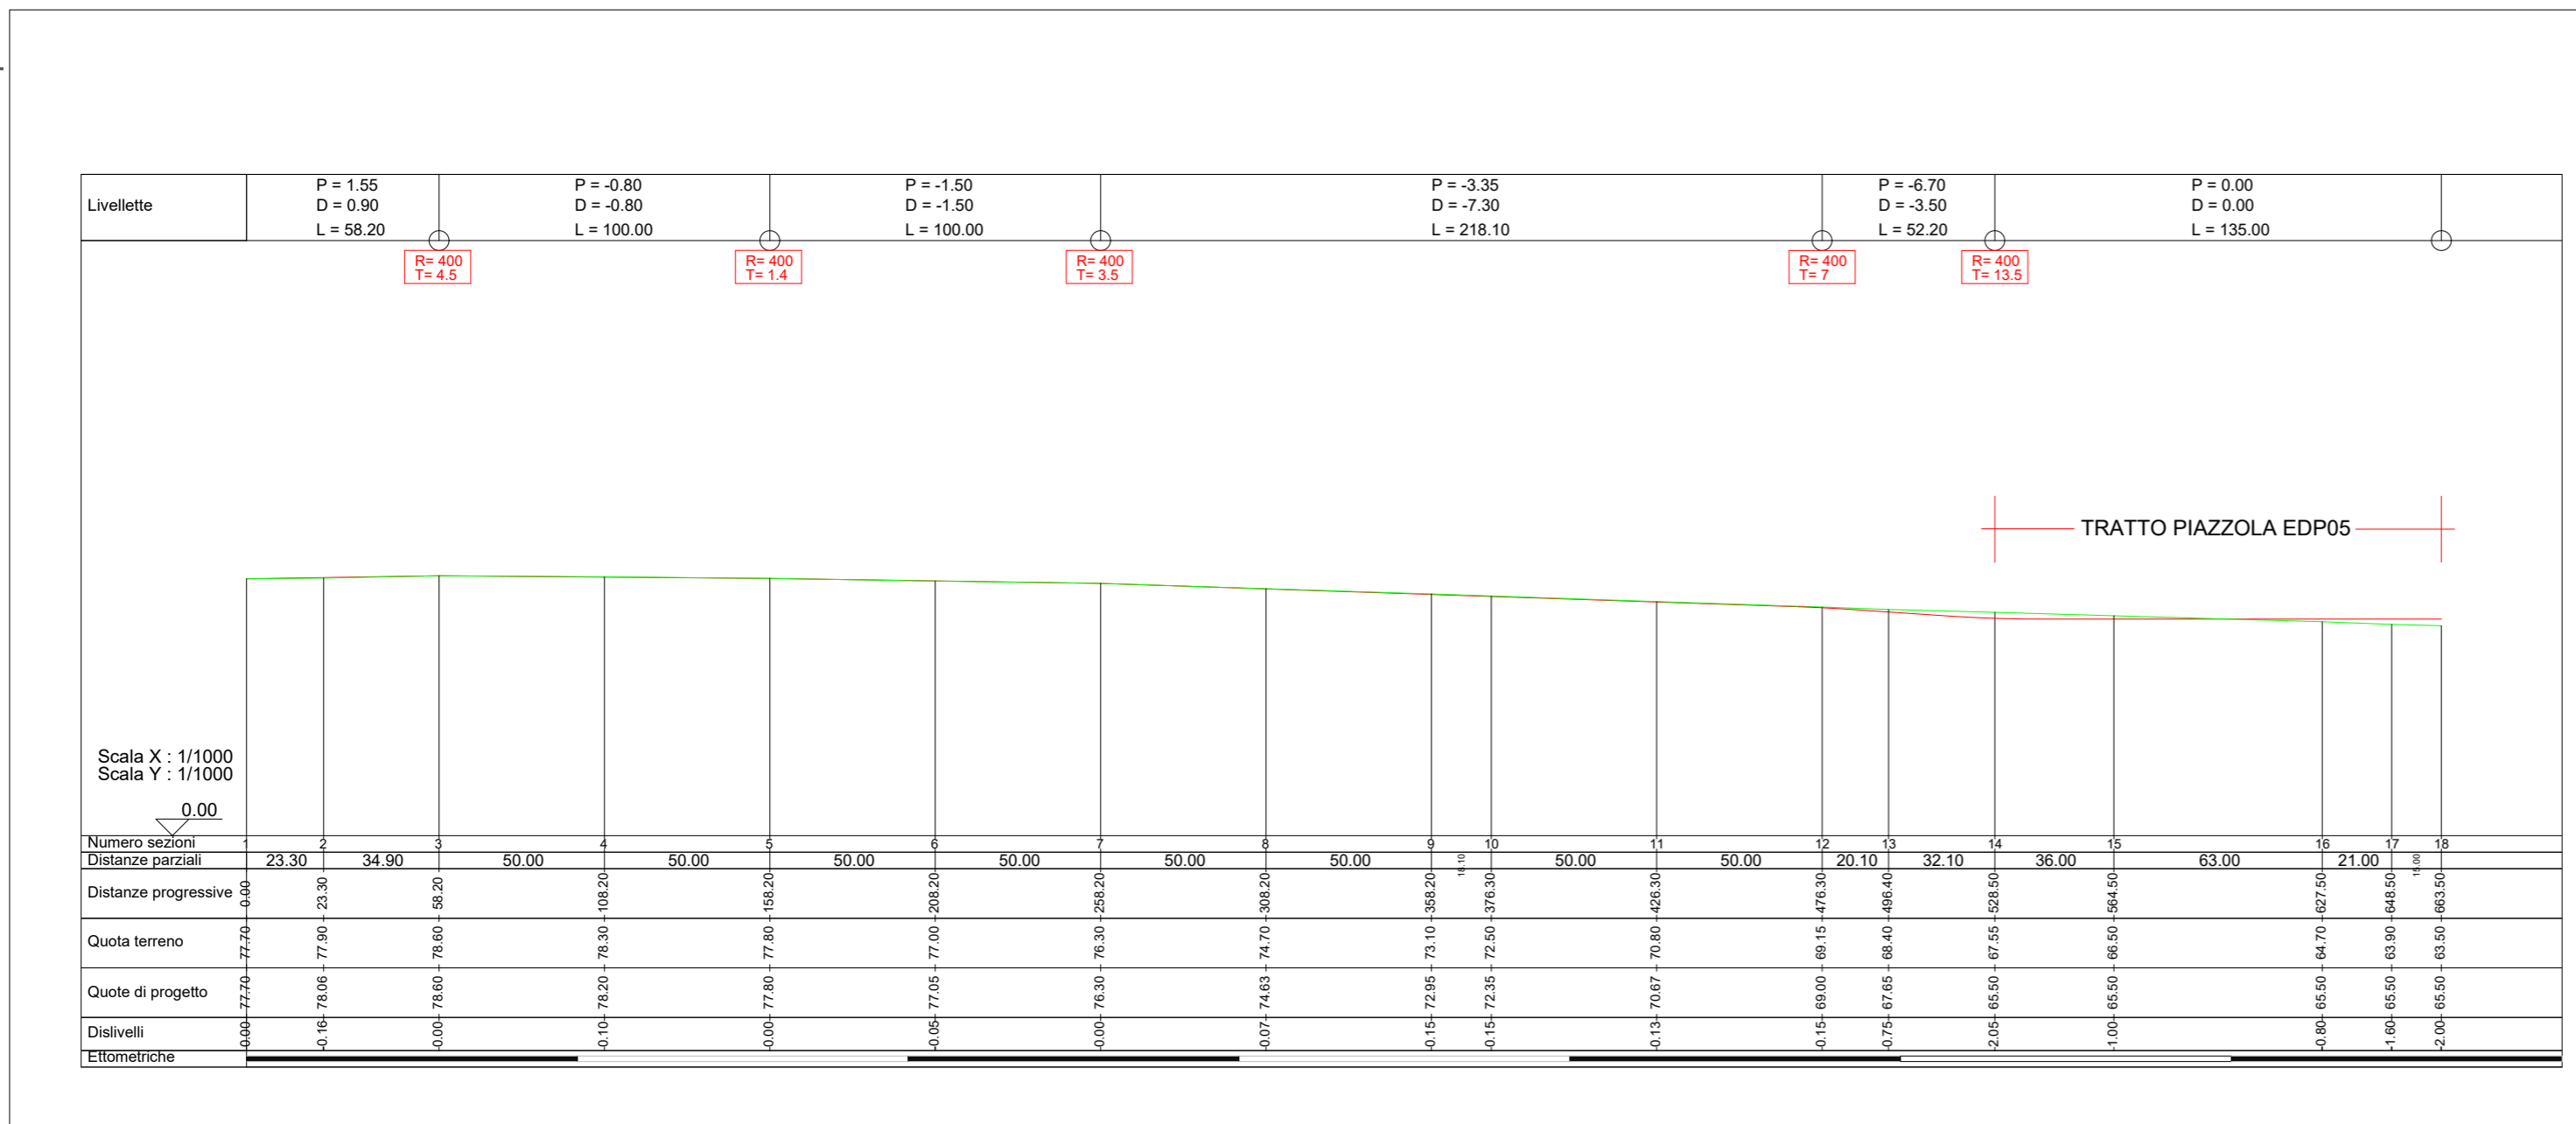 P = 1.55 P = -0.80 P = -1.50 P = -3.35 P = -6.70 P = 0.00
Livellette D = 0.90 D = -0.80 D = -1.50 D = -7.30 D = -3.50 D = 0.00
L = 58.20 L = 100.00 L = 100.00 L = 218.10 L = 52.20 L = 135.00
R= 400 R= 400 R= 400 R= 400 R= 400
T= 4.5 T= 1.4 T= 3.5 T= 7 T= 13.5
TRATTO PIAZZOLA EDP05
Scala X : 1/1000
Scala Y : 1/1000
0.00
Numero sezioni 1 2 3 4 5 6 7 8 9 10 11 12 13 14 15 16 17 18
Distanze parziali 23.30 34.90 50.00 50.00 50.00 50.00 50.00 50.00 18.10 50.00 50.00 20.10 32.10 36.00 63.00 21.00 15.00
Distanze progressive 0.00 23.30 58.20 108.20 158.20 208.20 258.20 308.20 358.20 376.30 426.30 476.30 496.40 528.50 564.50 627.50 648.50 663.50
Quota terreno 77.70 77.90 78.60 78.30 77.80 77.00 76.30 74.70 73.10 72.50 70.80 69.15 68.40 67.55 66.50 64.70 63.90 63.50
Quote di progetto 77.70 78.06 78.60 78.20 77.80 77.05 76.30 74.63 72.95 72.35 70.67 69.00 67.65 65.50 65.50 65.50 65.50 65.50
Dislivelli 0.00 0.16 0.00 0.10 0.00 0.05 0.00 0.07 0.15 0.15 0.13 0.15 0.75 2.05 1.00 0.80 1.60 2.00
Ettometriche